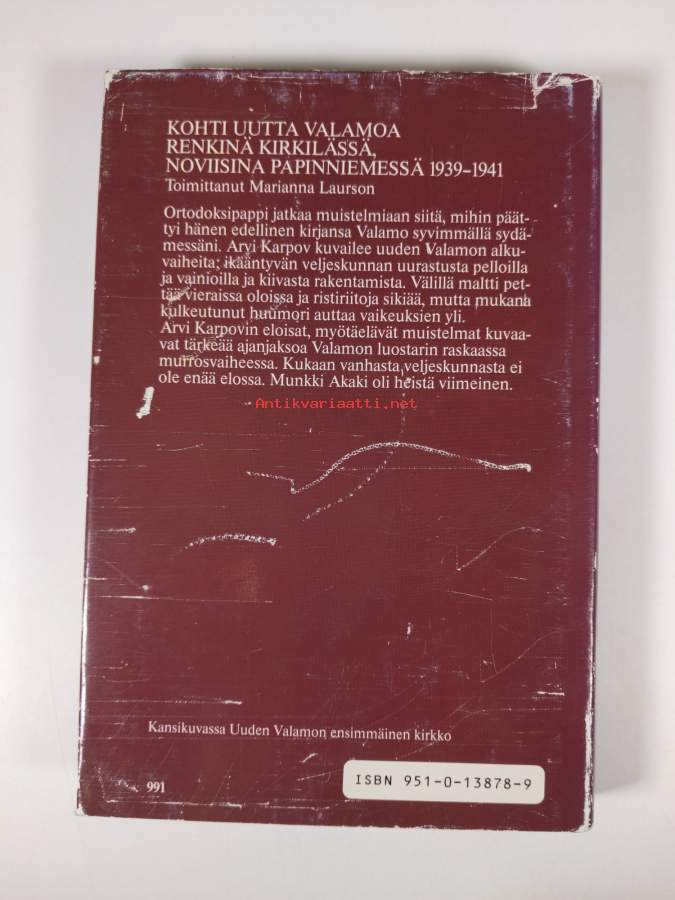 KOHTI UUTTA VALAMOA
RENKINÄ KIRKILÄSSÄ,
NOVIISINA PAPINNIEMESSÄ 1939–1941
Toimittanut Marianna Laurson
Ortodoksipappi jatkaa muistelmiaan siitä, mihin päät-
tyi hänen edellinen kirjansa Valamo syvimmällä sydä-
messäni. Arvi Karpov kuvailee uuden Valamon alku-
vaiheita; ikääntyvän veljeskunnan uurastusta pelloilla
ja vainioilla ja kiivasta rakentamista. Välillä maltti pet-
tää vieraissa oloissa ja ristiriitoja sikiää, mutta mukana
kulkeutunut huumori auttaa vaikeuksien yli.
Arvi Karpovin eloisat, myötäelävät muistelmat kuvaa-
vat tärkeää ajanjaksoa Valamon luostarin raskaassa
murrosvaiheessa. Kukaan vanhasta veljeskunnasta ei
ole enää elossa. Munkki Akaki oli heistä viimeinen.
Antikvariaatti.net
Kansikuvassa Uuden Valamon ensimmäinen kirkko
991
ISBN 951-0-13878-9